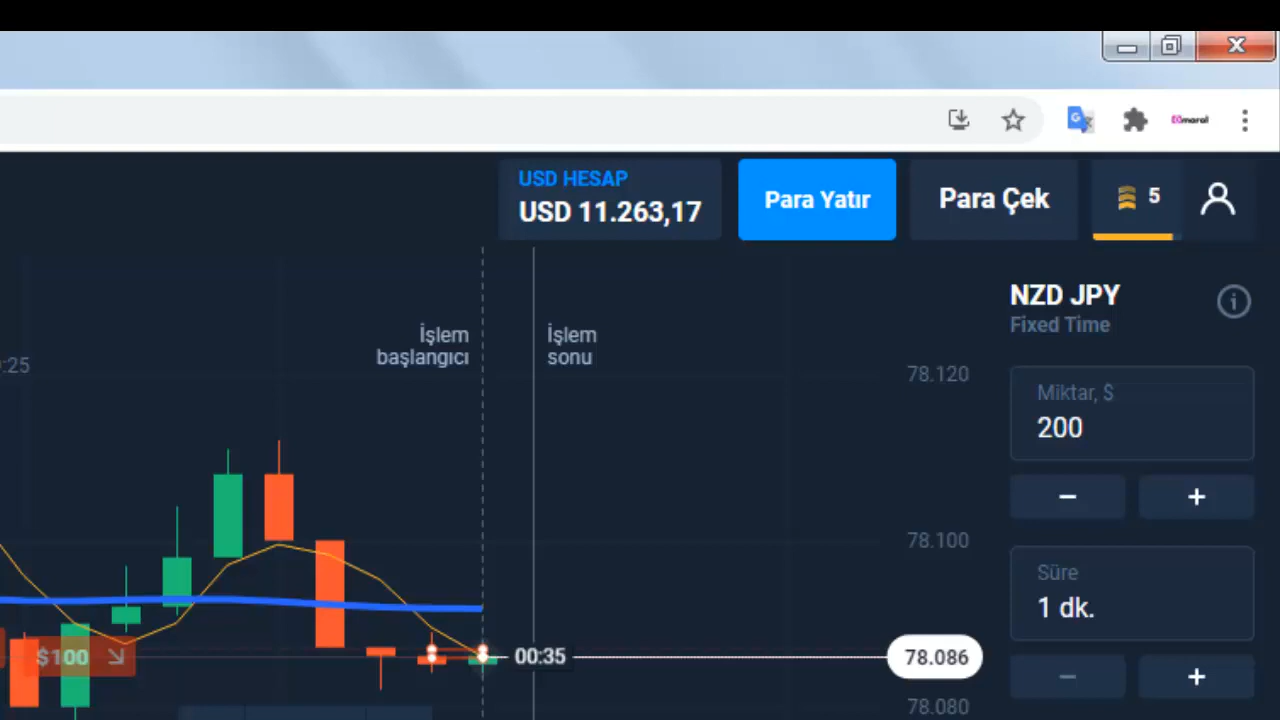 USD HESAP
USD 11.263,17
Para Yatır
Para Çek
5
NZD JPY
Fixed Time
İşlem
başlangıcı
İşlem
sonu
:25
78.120
Miktar, $
200
− +
78.100
Süre
1 dk.
− +
$100
00:35
78.086
78.080